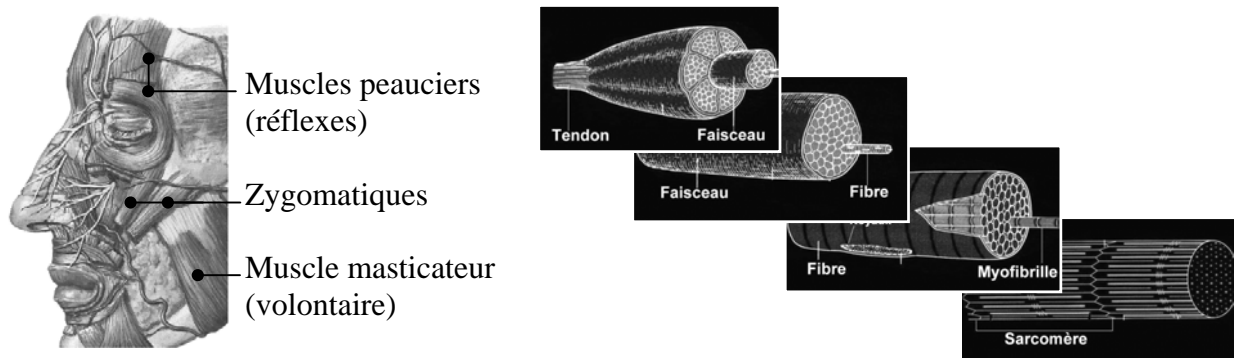 Muscles peauciers
(réflexes)
Zygomatiques
Muscle masticateur
(volontaire)
Tendon
Faisceau
Faisceau
Fibre
Fibre
Myofibrille
Sarcomère